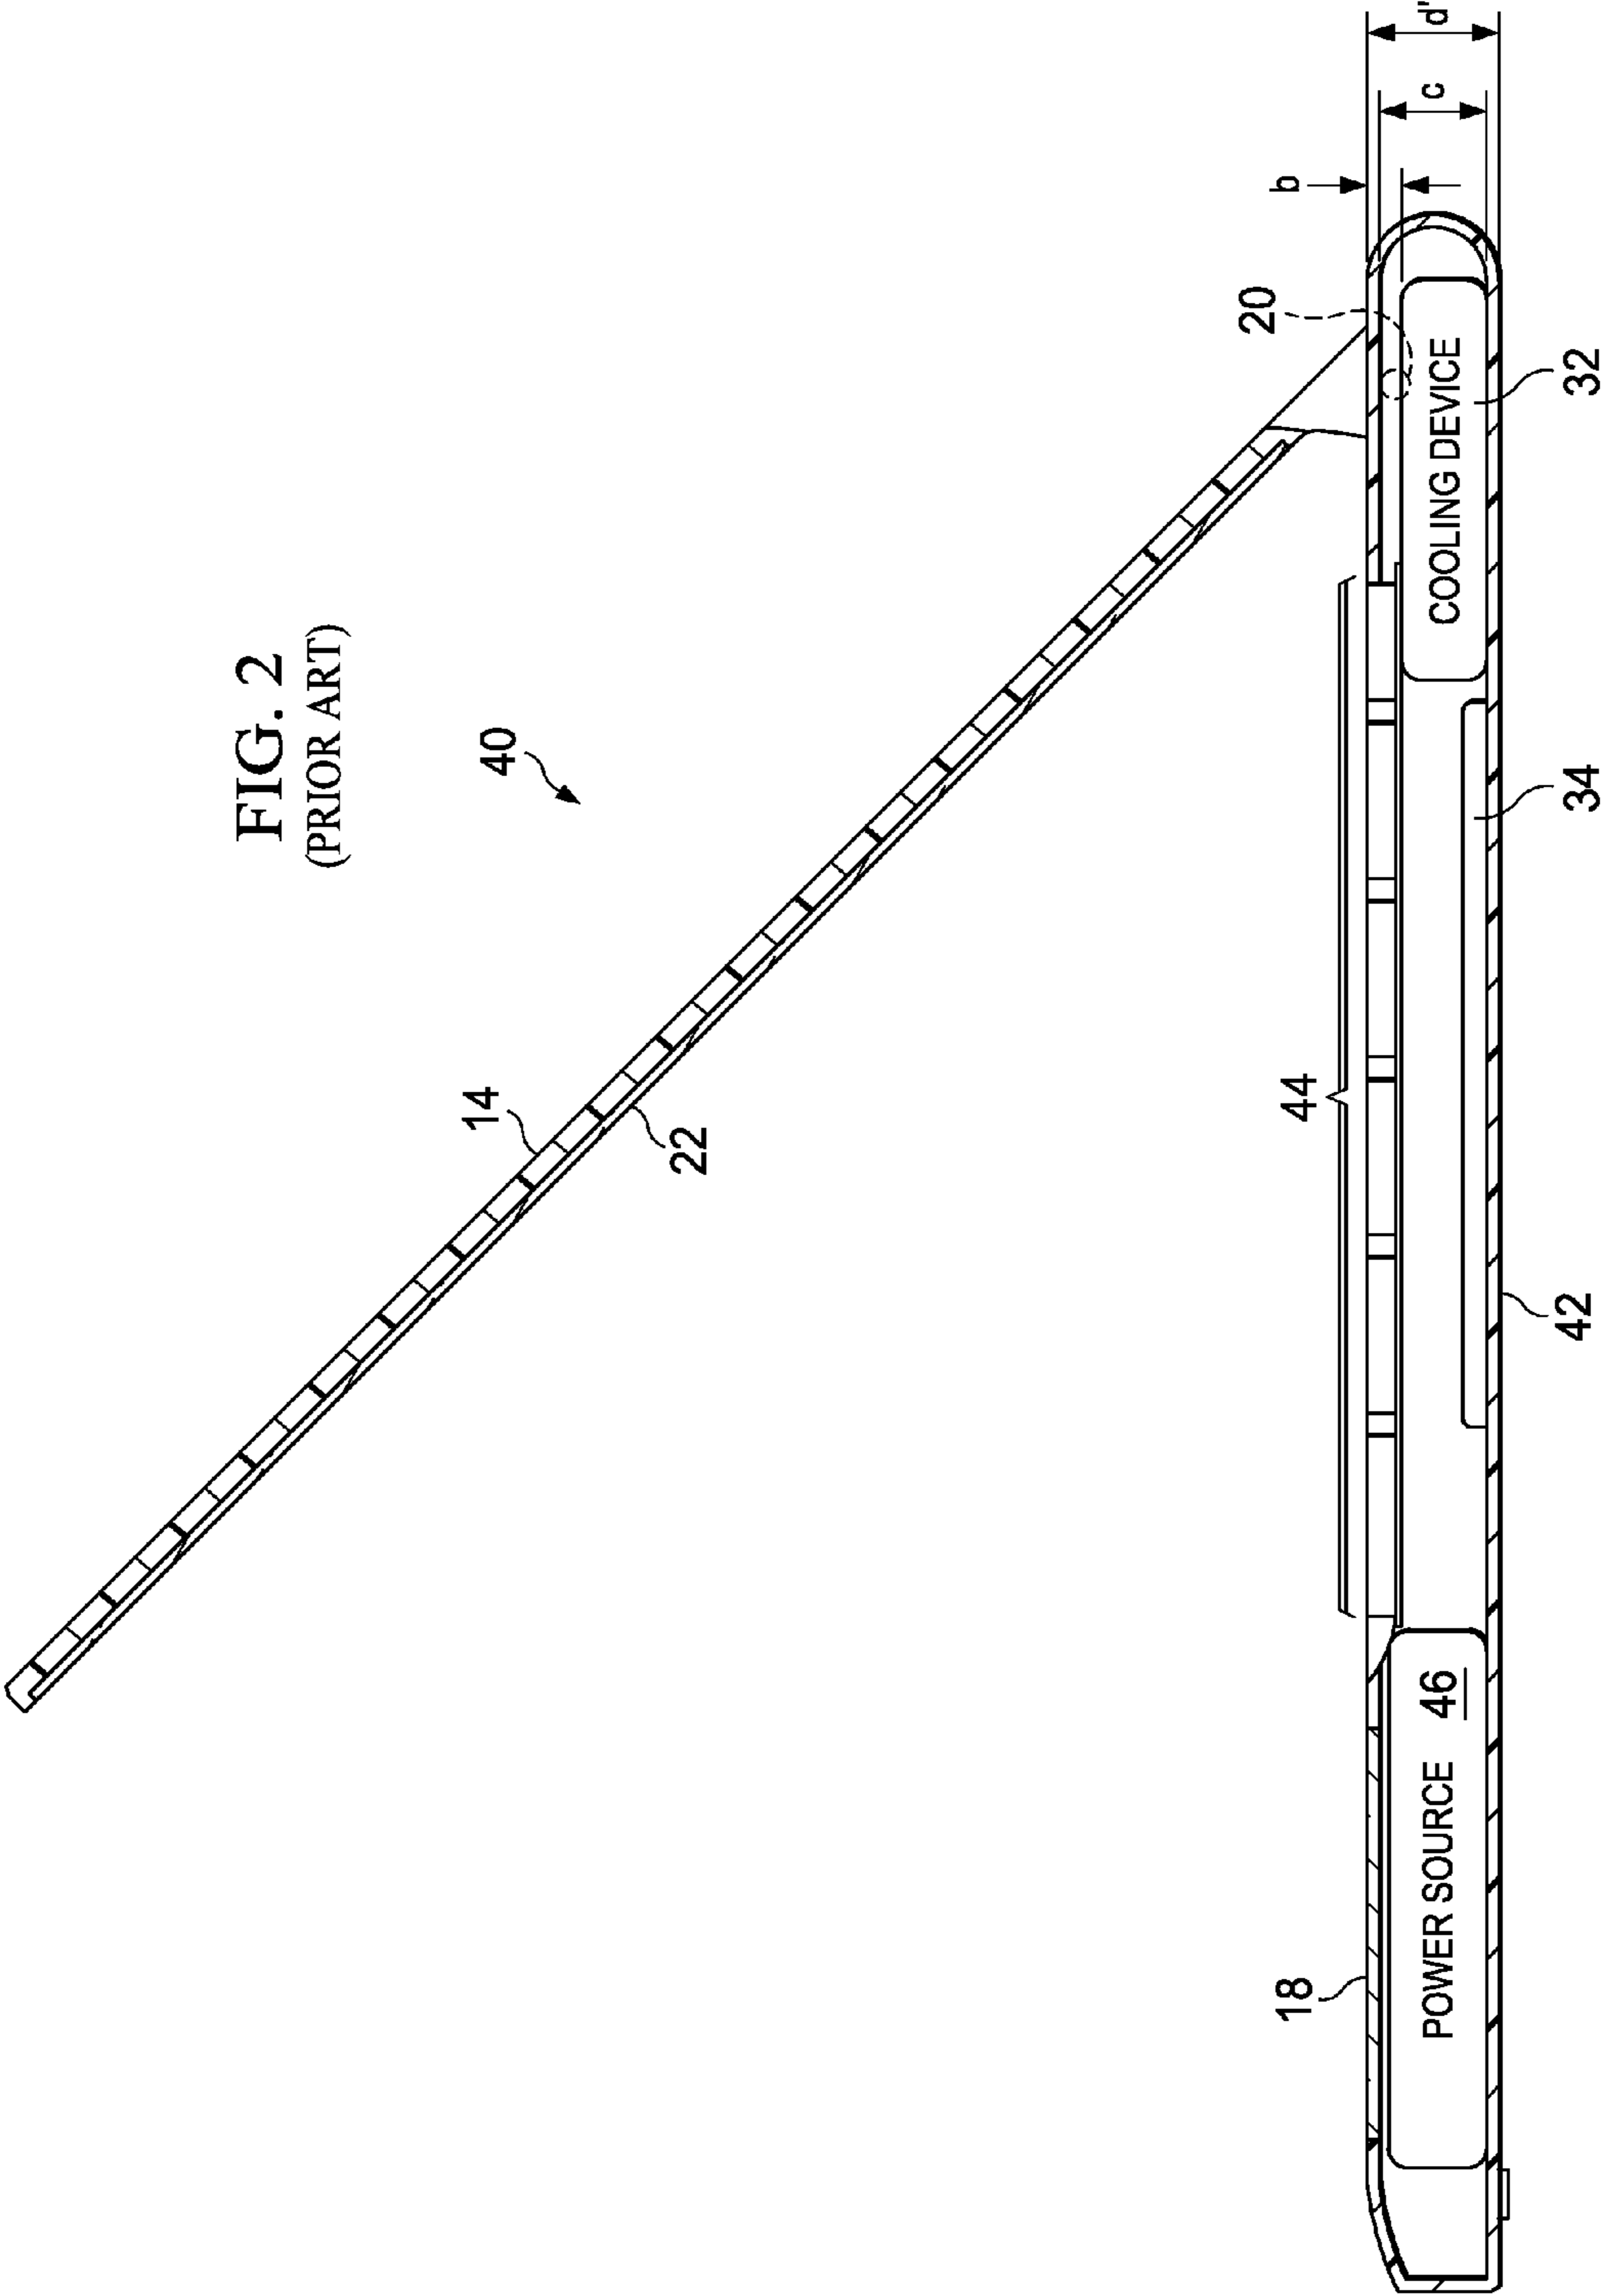 FIG. 2
(PRIOR ART)
40
14
22
44
18
20
b
c
d'
POWER SOURCE 46
COOLING DEVICE
42
34
32